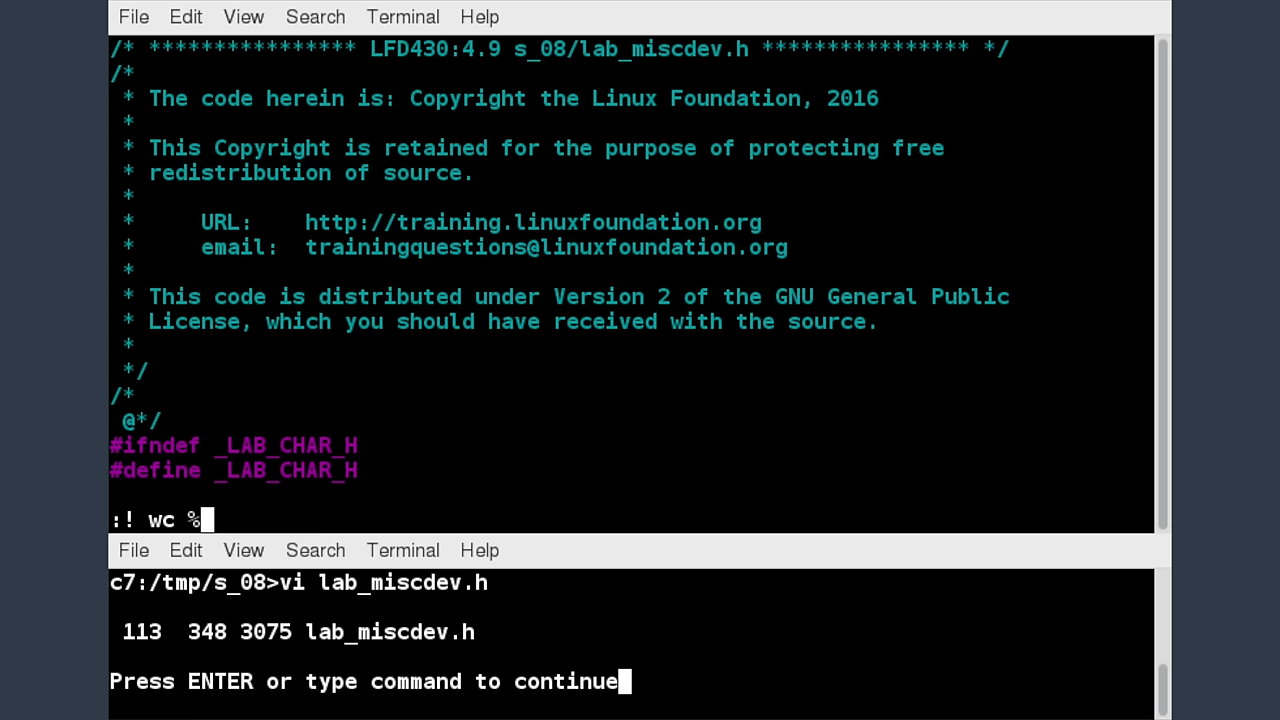 File Edit View Search Terminal Help
/* **************** LFD430:4.9 s_08/lab_miscdev.h **************** */
/*
 * The code herein is: Copyright the Linux Foundation, 2016
 *
 * This Copyright is retained for the purpose of protecting free
 * redistribution of source.
 *
 *     URL:    http://training.linuxfoundation.org
 *     email:  trainingquestions@linuxfoundation.org
 *
 * This code is distributed under Version 2 of the GNU General Public
 * License, which you should have received with the source.
 *
 */
/*
 @*/
#ifndef _LAB_CHAR_H
#define _LAB_CHAR_H
:! wc %
File Edit View Search Terminal Help
c7:/tmp/s_08>vi lab_miscdev.h
 113  348 3075 lab_miscdev.h
Press ENTER or type command to continue